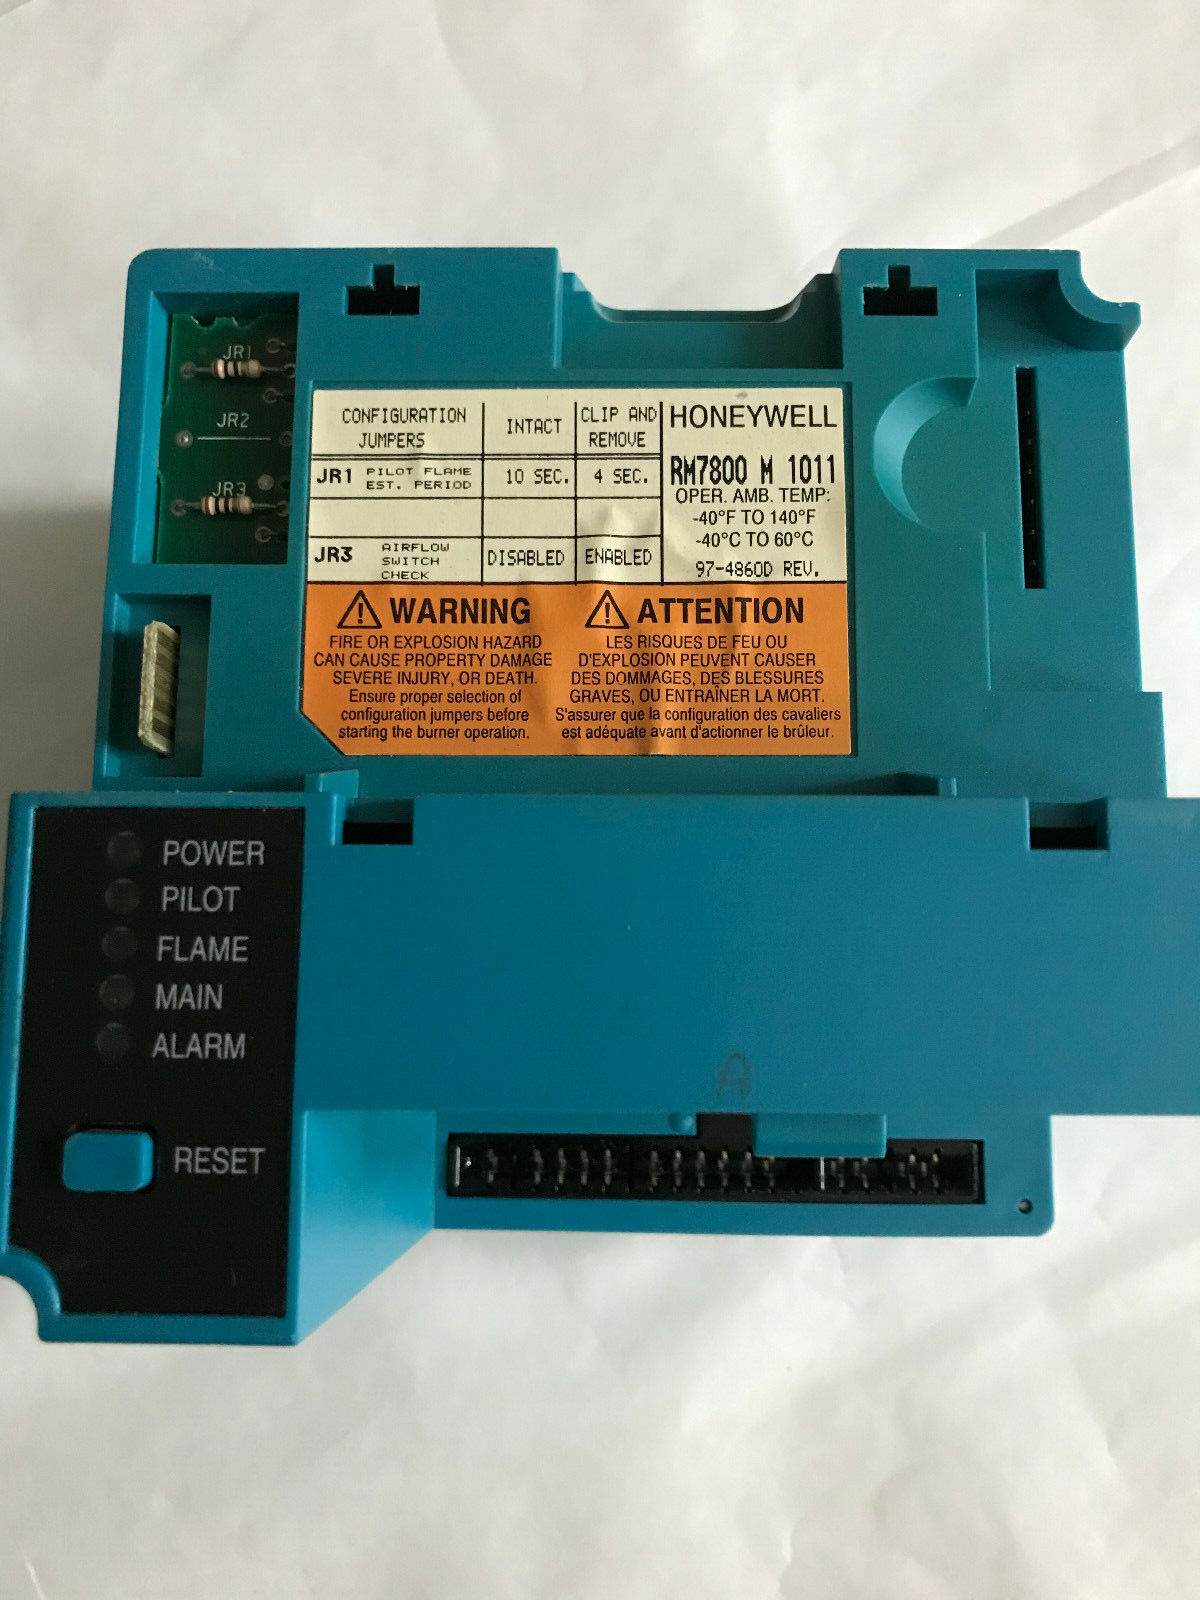 JR1
JR2
JR3
CONFIGURATION JUMPERS INTACT CLIP AND REMOVE
JR1 PILOT FLAME EST. PERIOD 10 SEC. 4 SEC.
JR3 AIRFLOW SWITCH CHECK DISABLED ENABLED
HONEYWELL
RM7800 M 1011
OPER. AMB. TEMP:
-40°F TO 140°F
-40°C TO 60°C
97-4860D REV.
WARNING
FIRE OR EXPLOSION HAZARD
CAN CAUSE PROPERTY DAMAGE
SEVERE INJURY, OR DEATH.
Ensure proper selection of
configuration jumpers before
starting the burner operation.
ATTENTION
LES RISQUES DE FEU OU
D'EXPLOSION PEUVENT CAUSER
DES DOMMAGES, DES BLESSURES
GRAVES, OU ENTRAÎNER LA MORT.
S'assurer que la configuration des cavaliers
est adéquate avant d'actionner le brûleur.
POWER
PILOT
FLAME
MAIN
ALARM
RESET
A